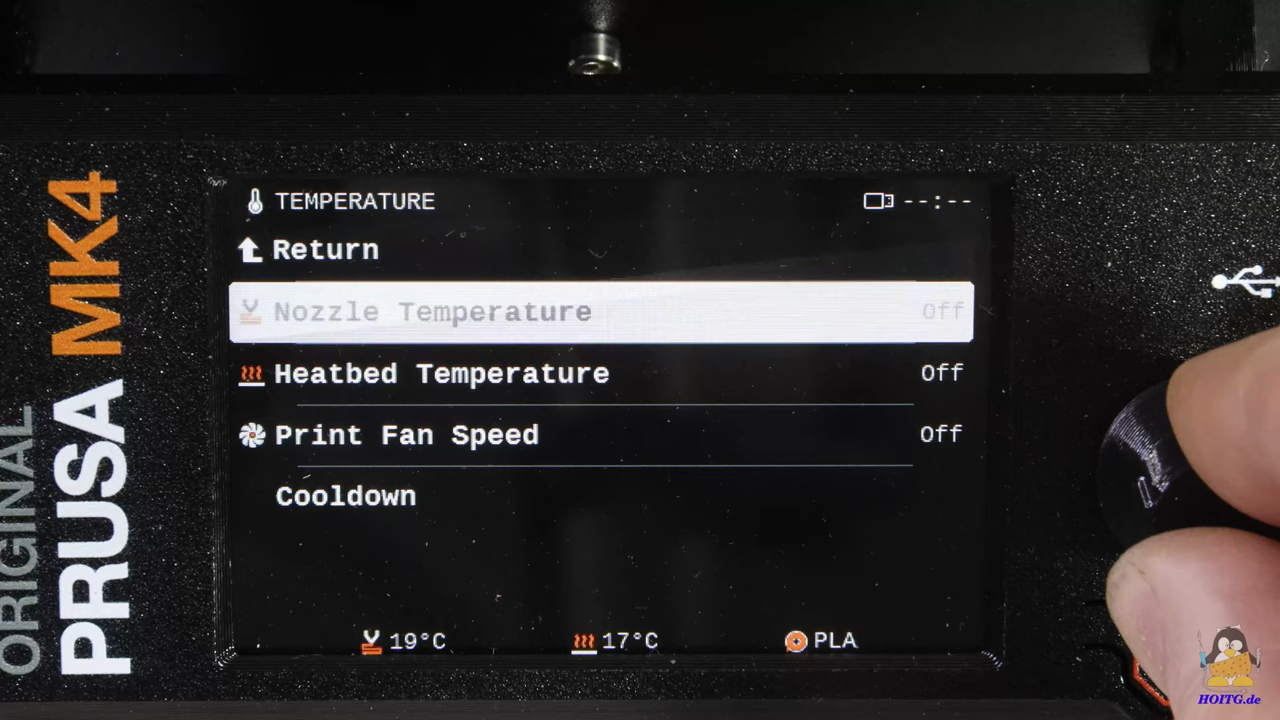 ORIGINAL
PRUSA MK4
TEMPERATURE --:--
Return
Nozzle Temperature Off
Heatbed Temperature Off
Print Fan Speed Off
Cooldown
19°C 17°C PLA
HOITG.de